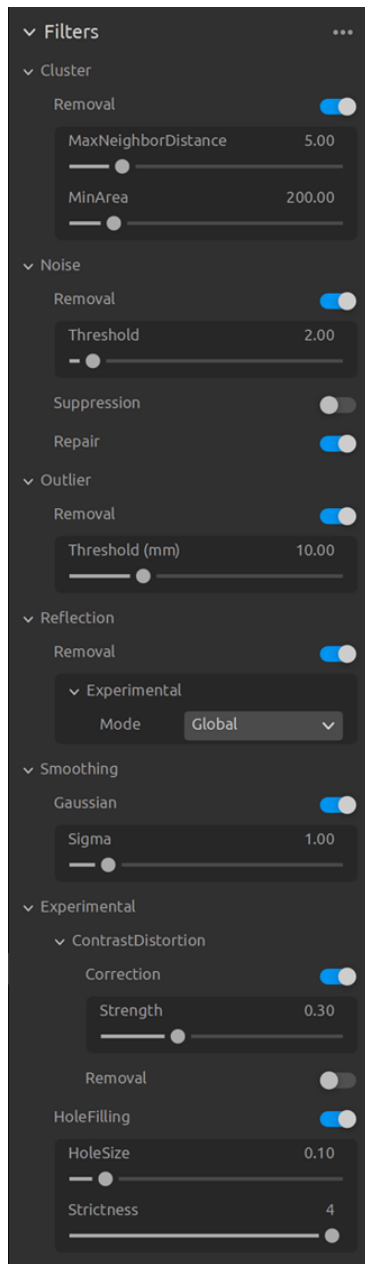 Filters
Cluster
Removal
MaxNeighborDistance 5.00
MinArea 200.00
Noise
Removal
Threshold 2.00
Suppression
Repair
Outlier
Removal
Threshold (mm) 10.00
Reflection
Removal
Experimental
Mode Global
Smoothing
Gaussian
Sigma 1.00
Experimental
ContrastDistortion
Correction
Strength 0.30
Removal
HoleFilling
HoleSize 0.10
Strictness 4